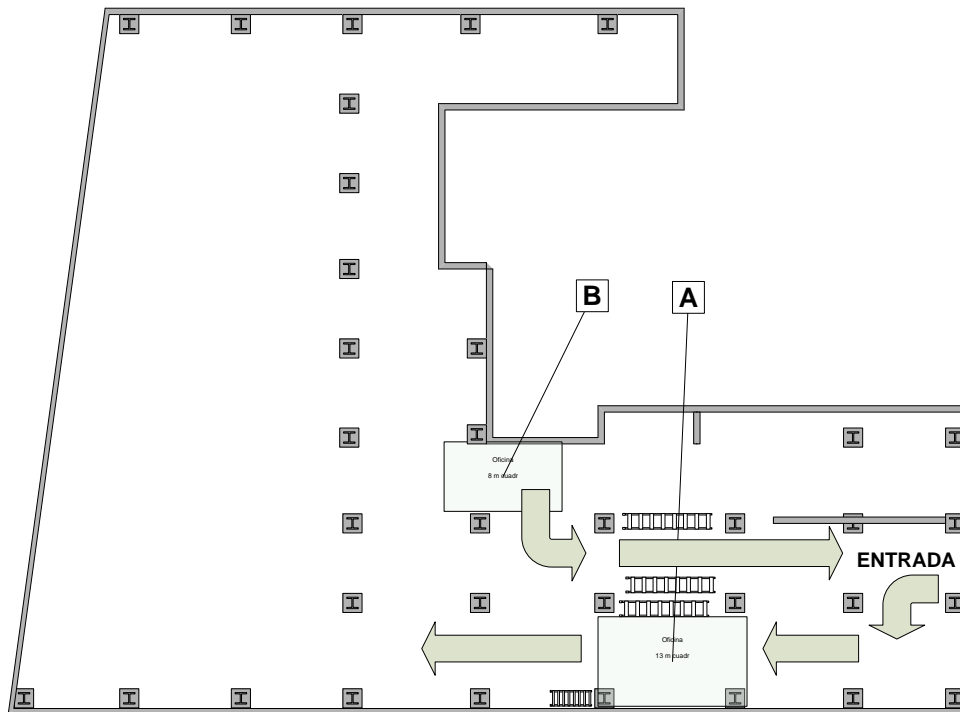 B
A
Oficina
8 m cuadr
ENTRADA
Oficina
13 m cuadr